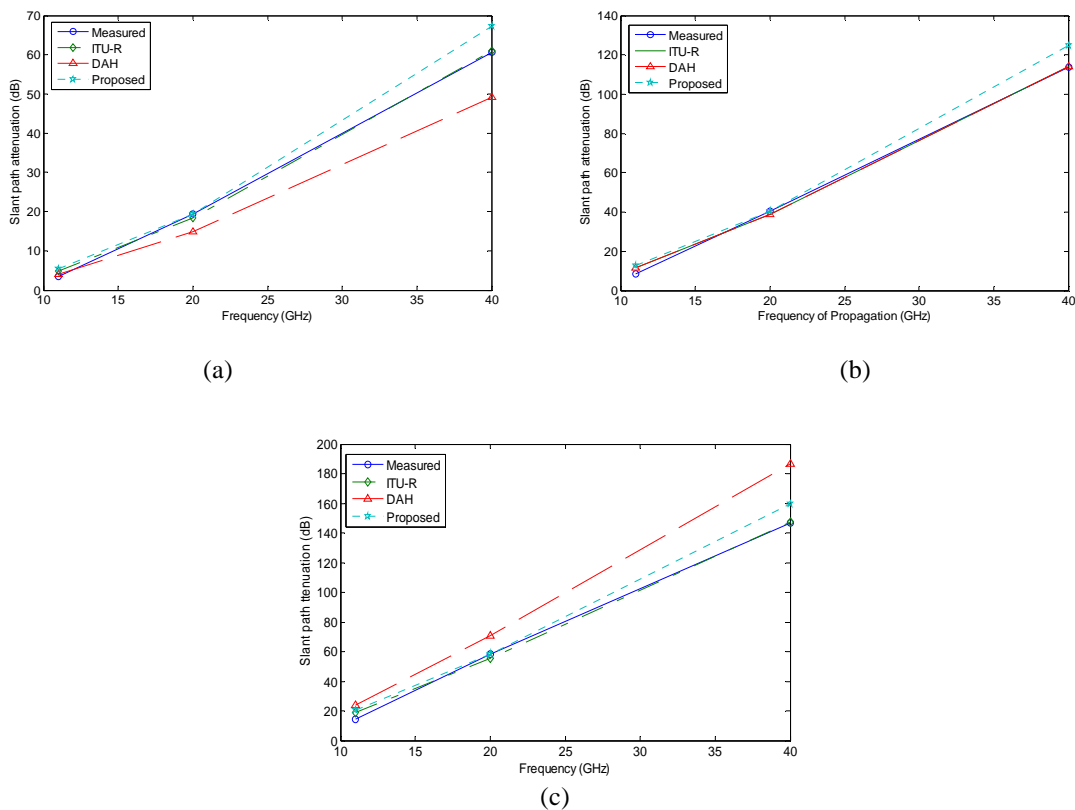 70
60
50
40
30
20
10
0
10
15
20
25
30
35
40
Slant path attenuation (dB)
Frequency (GHz)
Measured
ITU-R
DAH
Proposed
(a)
140
120
100
80
60
40
20
0
10
15
20
25
30
35
40
Slant path attenuation (dB)
Frequency of Propagation (GHz)
Measured
ITU-R
DAH
Proposed
(b)
200
180
160
140
120
100
80
60
40
20
0
10
15
20
25
30
35
40
Slant path ttenuation (dB)
Frequency (GHz)
Measured
ITU-R
DAH
Proposed
(c)